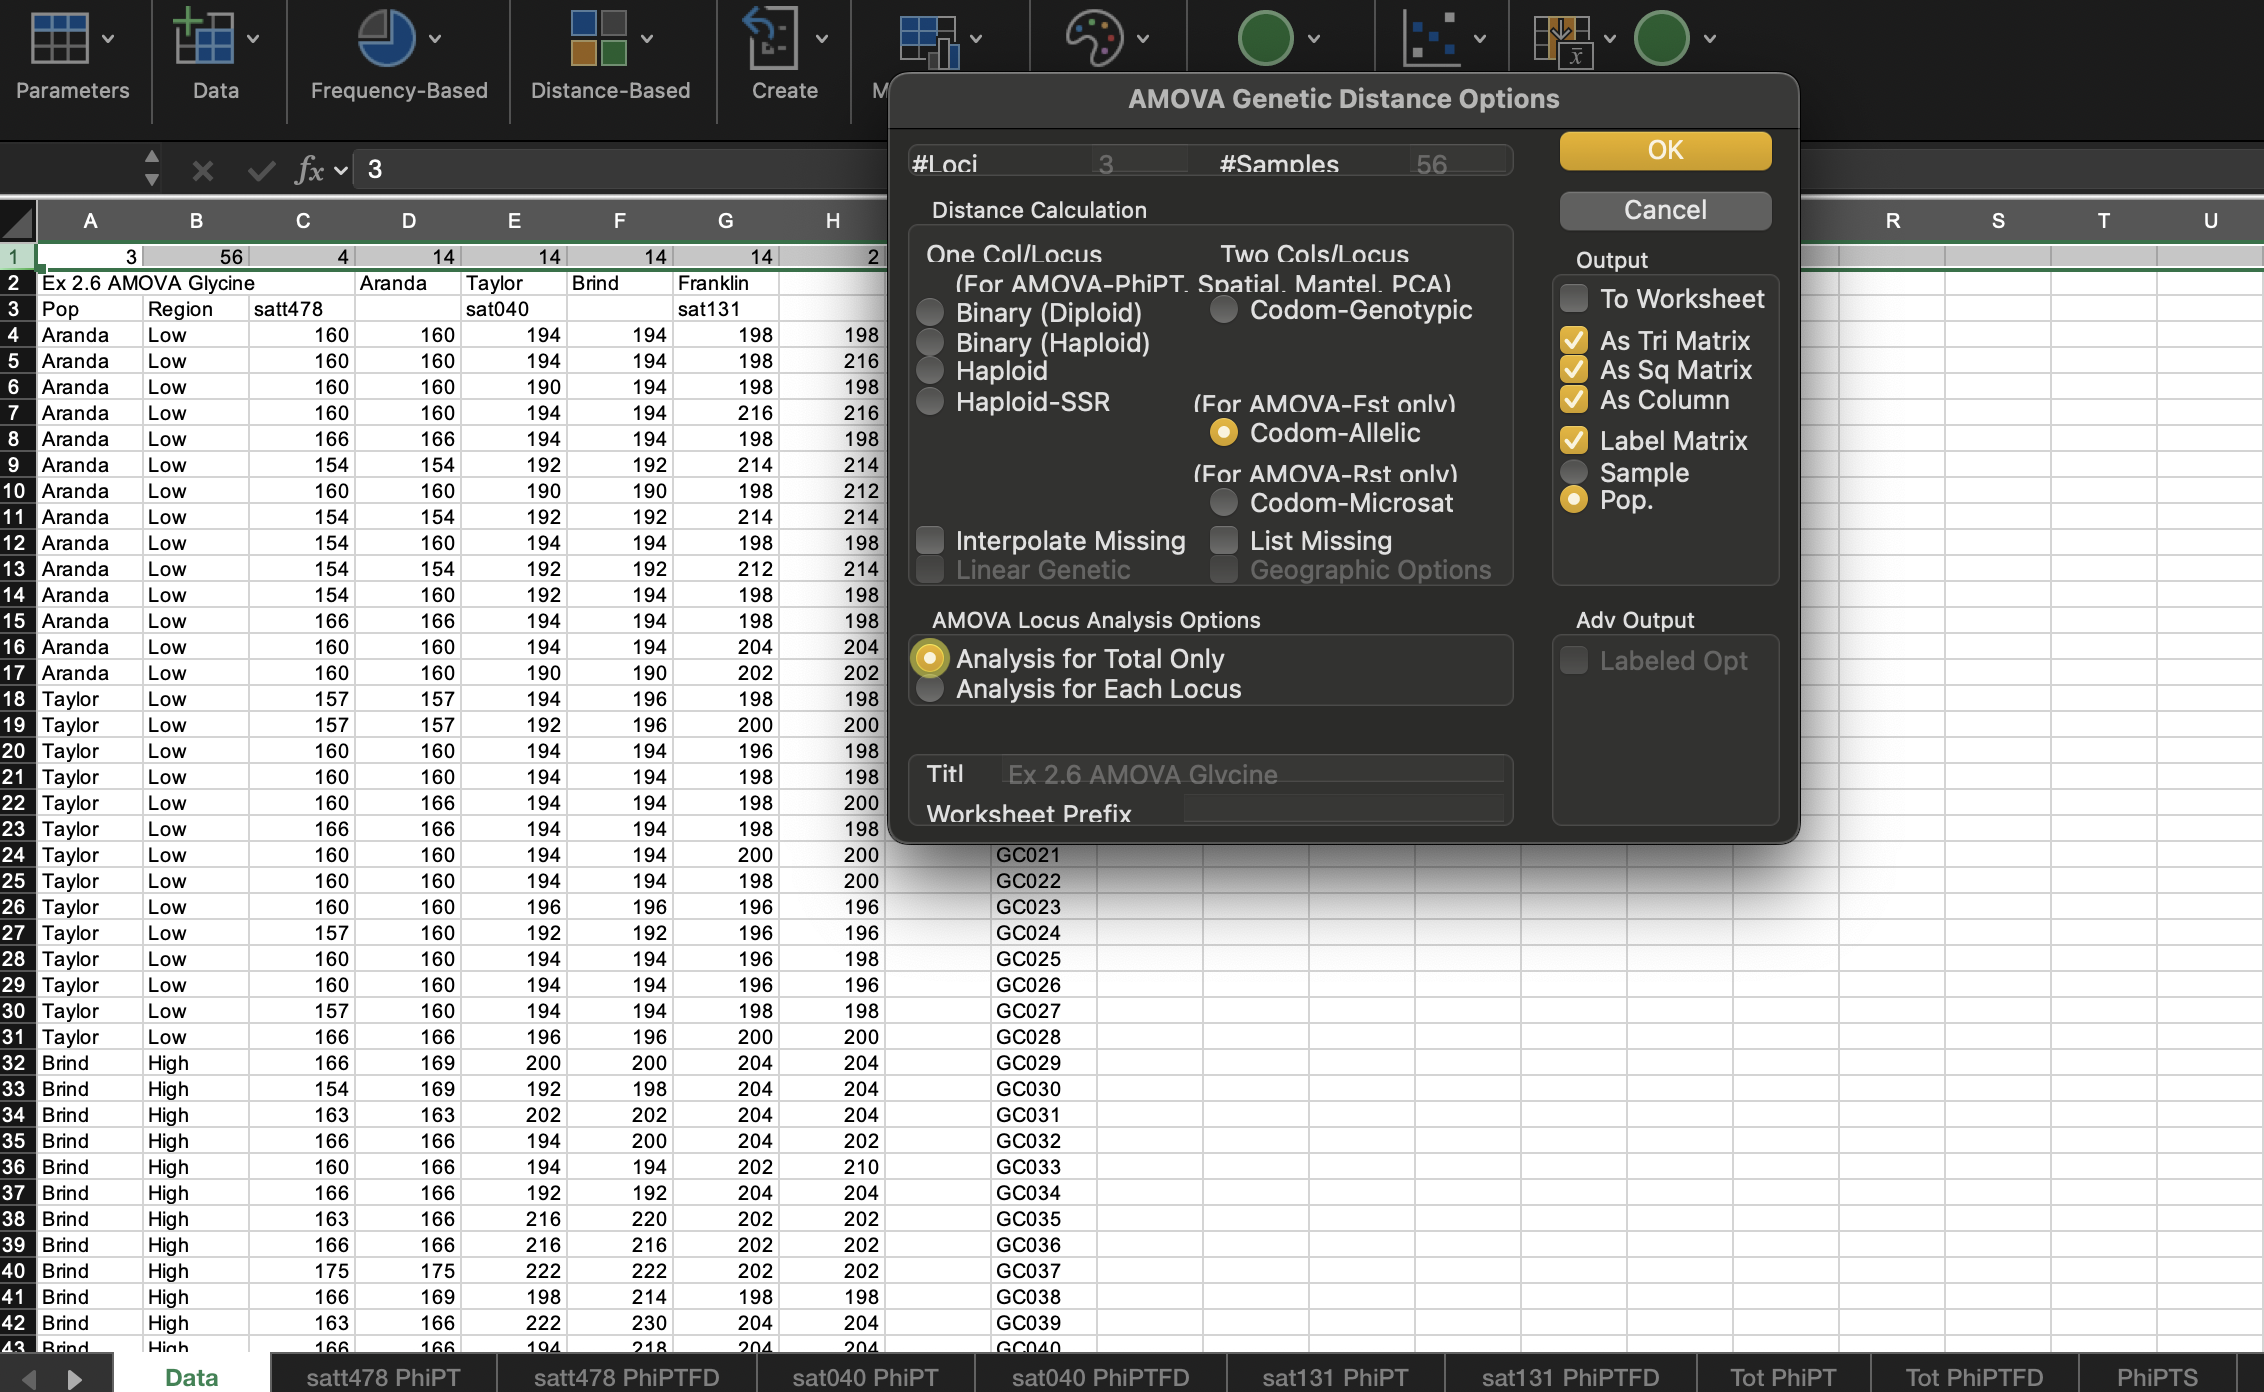 Parameters Data Frequency-Based Distance-Based Create M
AMOVA Genetic Distance Options
#Loci 3 #Samples 56
OK
Cancel
Distance Calculation
One Col/Locus Two Cols/Locus
(For AMOVA-PhiPT, Spatial, Mantel, PCA)
Binary (Diploid) Codom-Genotypic
Binary (Haploid)
Haploid
Haploid-SSR (For AMOVA-Fst only)
Codom-Allelic
(For AMOVA-Rst only)
Codom-Microsat
Interpolate Missing List Missing
Linear Genetic Geographic Options
AMOVA Locus Analysis Options
Analysis for Total Only
Analysis for Each Locus
Titl Ex 2.6 AMOVA Glycine
Worksheet Prefix
Output
To Worksheet
As Tri Matrix
As Sq Matrix
As Column
Label Matrix
Sample
Pop.
Adv Output
Labeled Opt
fx 3
A B C D E F G H R S T U
1 3 56 4 14 14 14 14 2
2 Ex 2.6 AMOVA Glycine Aranda Taylor Brind Franklin
3 Pop Region satt478 sat040 sat131
4 Aranda Low 160 160 194 194 198 198
5 Aranda Low 160 160 194 194 198 216
6 Aranda Low 160 160 190 194 198 198
7 Aranda Low 160 160 194 194 216 216
8 Aranda Low 166 166 194 194 198 198
9 Aranda Low 154 154 192 192 214 214
10 Aranda Low 160 160 190 190 198 212
11 Aranda Low 154 154 192 192 214 214
12 Aranda Low 154 160 194 194 198 198
13 Aranda Low 154 154 192 192 212 214
14 Aranda Low 154 160 192 194 198 198
15 Aranda Low 166 166 194 194 198 198
16 Aranda Low 160 160 194 194 204 204
17 Aranda Low 160 160 190 190 202 202
18 Taylor Low 157 157 194 196 198 198
19 Taylor Low 157 157 192 196 200 200
20 Taylor Low 160 160 194 194 196 198
21 Taylor Low 160 160 194 194 198 198
22 Taylor Low 160 166 194 194 198 200
23 Taylor Low 166 166 194 194 198 198
24 Taylor Low 160 160 194 194 200 200 GC021
25 Taylor Low 160 160 194 194 198 200 GC022
26 Taylor Low 160 160 196 196 196 196 GC023
27 Taylor Low 157 160 192 192 196 196 GC024
28 Taylor Low 160 160 194 194 196 198 GC025
29 Taylor Low 160 160 194 194 196 196 GC026
30 Taylor Low 157 160 194 194 198 198 GC027
31 Taylor Low 166 166 196 196 200 200 GC028
32 Brind High 166 169 200 200 204 204 GC029
33 Brind High 154 169 192 198 204 204 GC030
34 Brind High 163 163 202 202 204 204 GC031
35 Brind High 166 166 194 200 204 202 GC032
36 Brind High 160 166 194 194 202 210 GC033
37 Brind High 166 166 192 192 204 204 GC034
38 Brind High 163 166 216 220 202 202 GC035
39 Brind High 166 166 216 216 202 202 GC036
40 Brind High 175 175 222 222 202 202 GC037
41 Brind High 166 169 198 214 198 198 GC038
42 Brind High 163 166 222 230 204 204 GC039
43 Brind High 166 166 194 218 204 204 GC040
Data satt478 PhiPT satt478 PhiPTFD sat040 PhiPT sat040 PhiPTFD sat131 PhiPT sat131 PhiPTFD Tot PhiPT Tot PhiPTFD PhiPTS